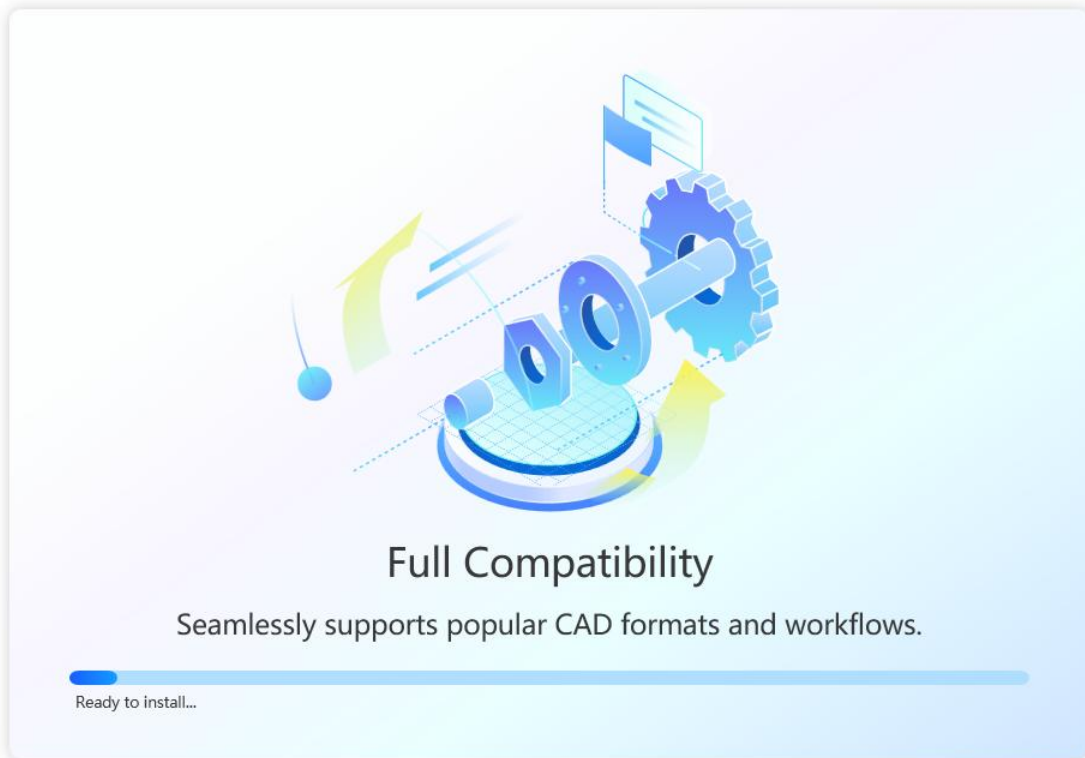 Full Compatibility
Seamlessly supports popular CAD formats and workflows.
Ready to install...